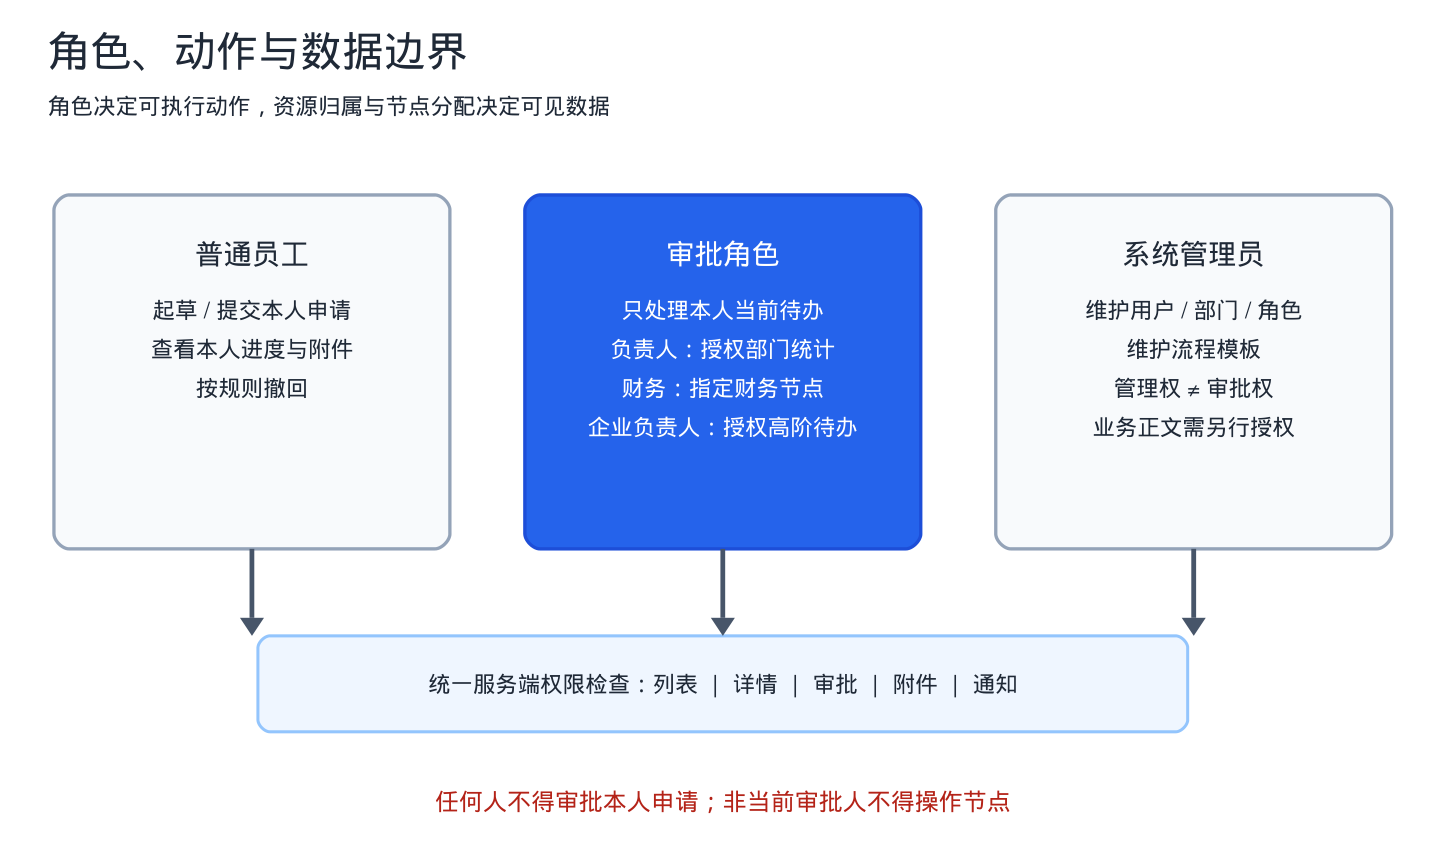 角色、动作与数据边界
角色决定可执行动作，资源归属与节点分配决定可见数据
普通员工
起草 / 提交本人申请
查看本人进度与附件
按规则撤回
审批角色
只处理本人当前待办
负责人：授权部门统计
财务：指定财务节点
企业负责人：授权高阶待办
系统管理员
维护用户 / 部门 / 角色
维护流程模板
管理权 ≠ 审批权
业务正文需另行授权
统一服务端权限检查：列表 | 详情 | 审批 | 附件 | 通知
任何人不得审批本人申请；非当前审批人不得操作节点